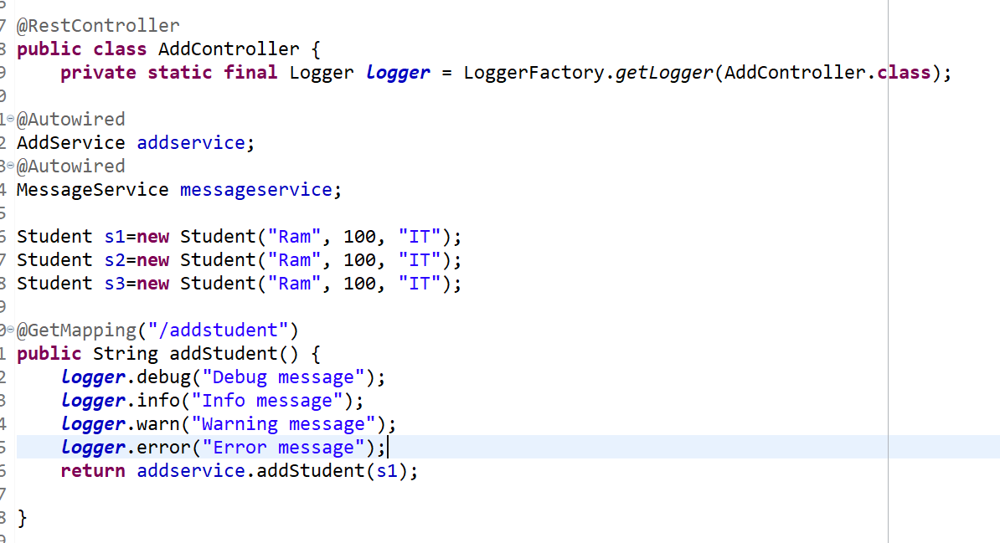 @RestController
public class AddController {
    private static final Logger logger = LoggerFactory.getLogger(AddController.class);
@Autowired
AddService addservice;
@Autowired
MessageService messageservice;
Student s1=new Student("Ram", 100, "IT");
Student s2=new Student("Ram", 100, "IT");
Student s3=new Student("Ram", 100, "IT");
@GetMapping("/addstudent")
public String addStudent() {
    logger.debug("Debug message");
    logger.info("Info message");
    logger.warn("Warning message");
    logger.error("Error message");
    return addservice.addStudent(s1);
}